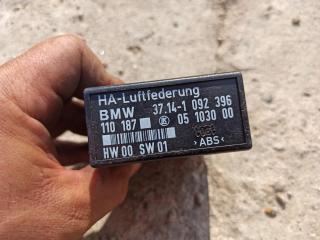 HA-Luftfederung
BMW 37.14-1 092 396
110 187 05 1030 00
HW 00 SW 01 >ABS<